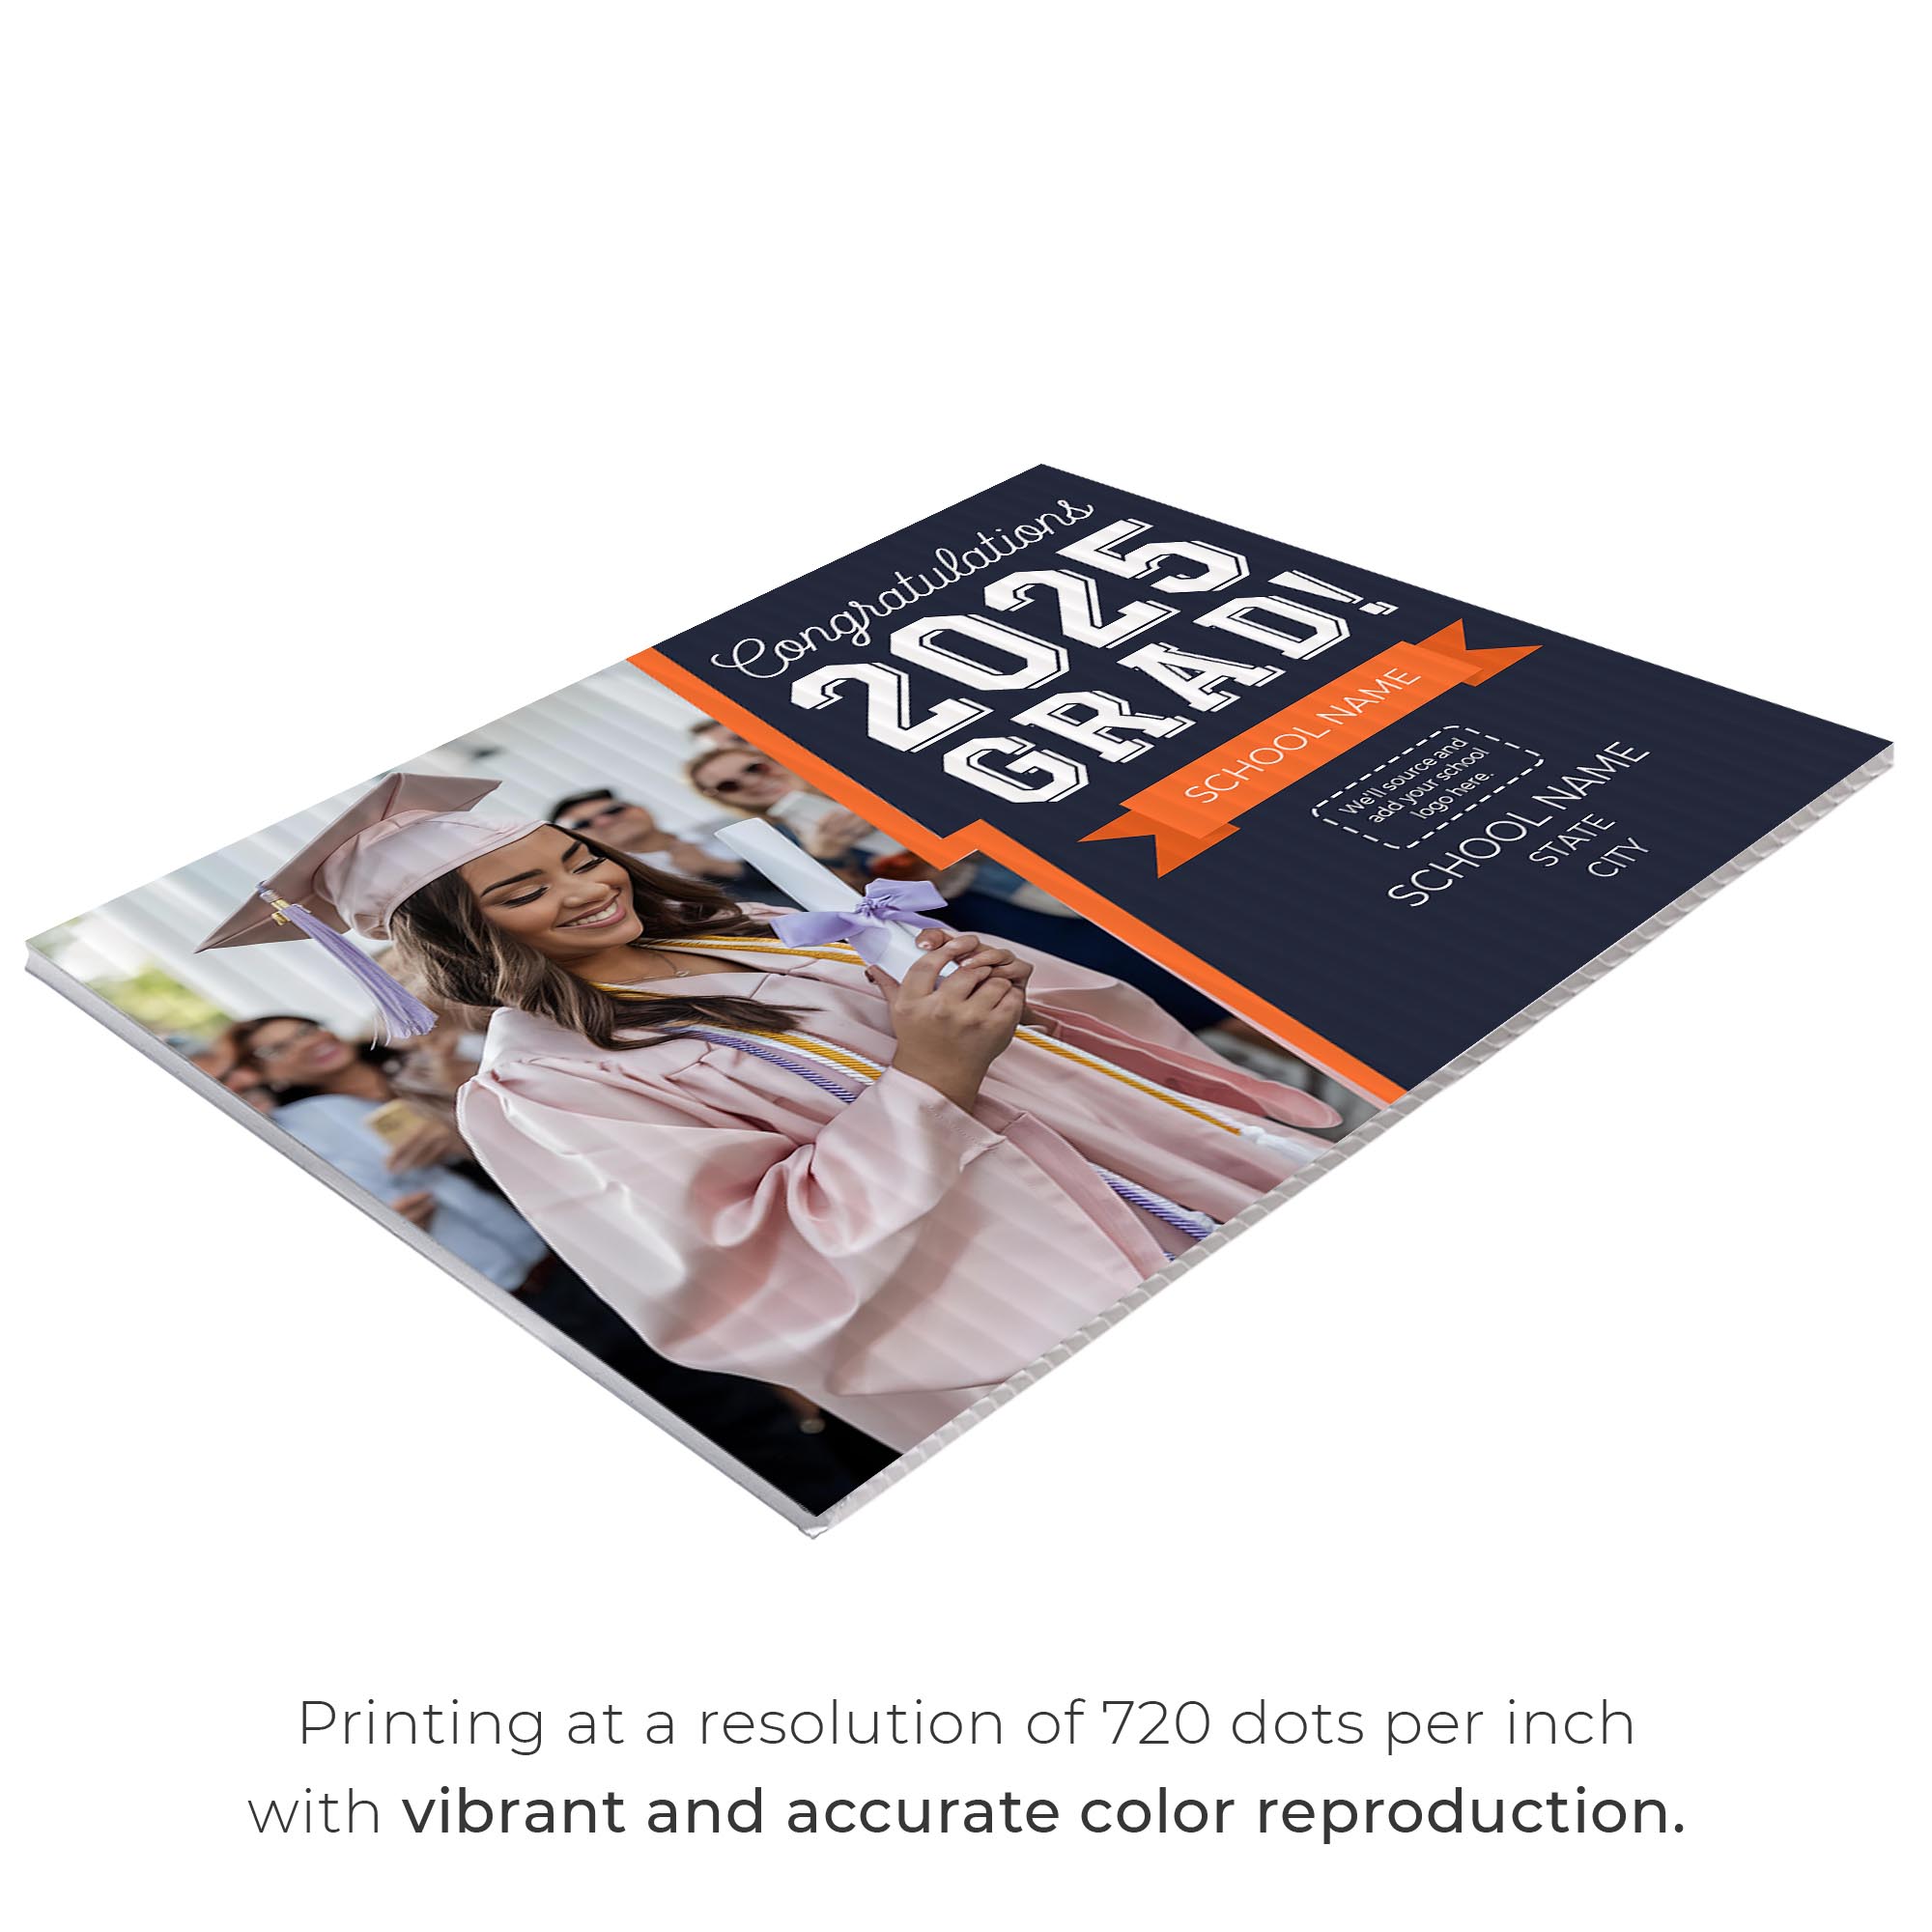 Congratulations
2025
GRAD!
SCHOOL NAME
We'll source and
add your school
logo here.
SCHOOL NAME
STATE
CITY
Printing at a resolution of 720 dots per inch
with vibrant and accurate color reproduction.